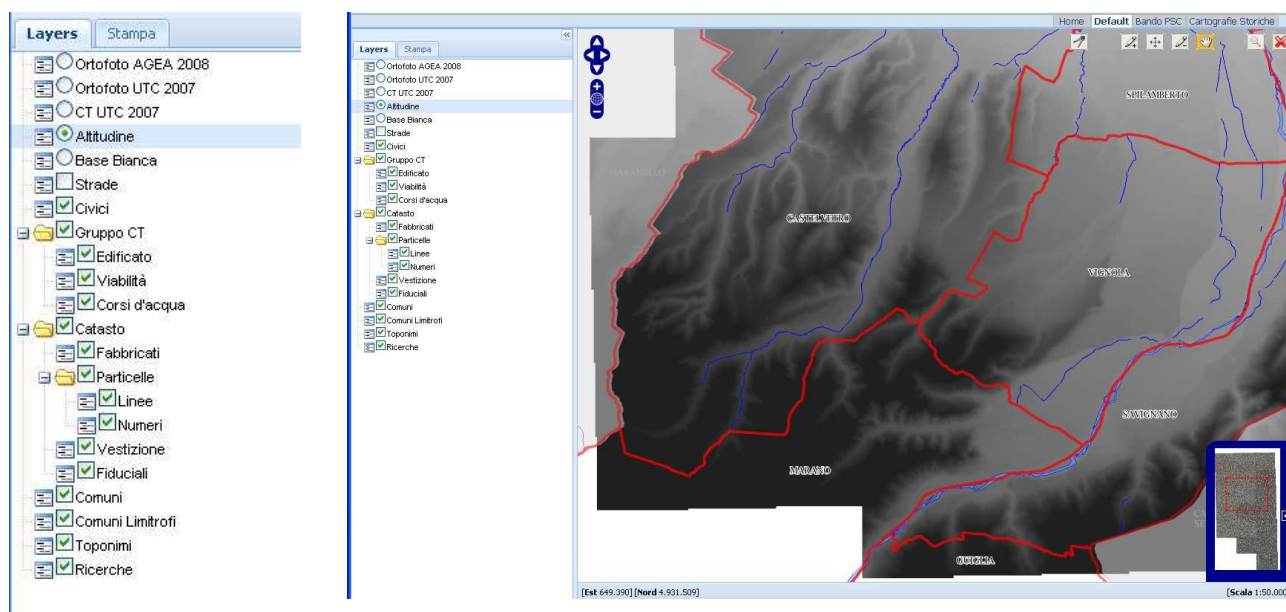 Layers Stampa
Ortofoto AGEA 2008
Ortofoto UTC 2007
CT UTC 2007
Altitudine
Base Bianca
Strade
Civici
Gruppo CT
Edificato
Viabilità
Corsi d'acqua
Catasto
Fabbricati
Particelle
Linee
Numeri
Vestizione
Fiduciali
Comuni
Comuni Limitrofi
Toponimi
Ricerche
Home Default Bando PSC Cartografie Storiche
Layers Stampa
Ortofoto AGEA 2008
Ortofoto UTC 2007
CT UTC 2007
Altitudine
Base Bianca
Strade
Civici
Gruppo CT
Edificato
Viabilità
Corsi d'acqua
Catasto
Fabbricati
Particelle
Linee
Numeri
Vestizione
Fiduciali
Comuni
Comuni Limitrofi
Toponimi
Ricerche
SPILAMBERTO
MARANELLO
CASTELVETRO
VIGNOLA
SAVIGNANO
MARANO
GUIGLIA
[Est 649.390] [Nord 4.931.509]
[Scala 1:50.00